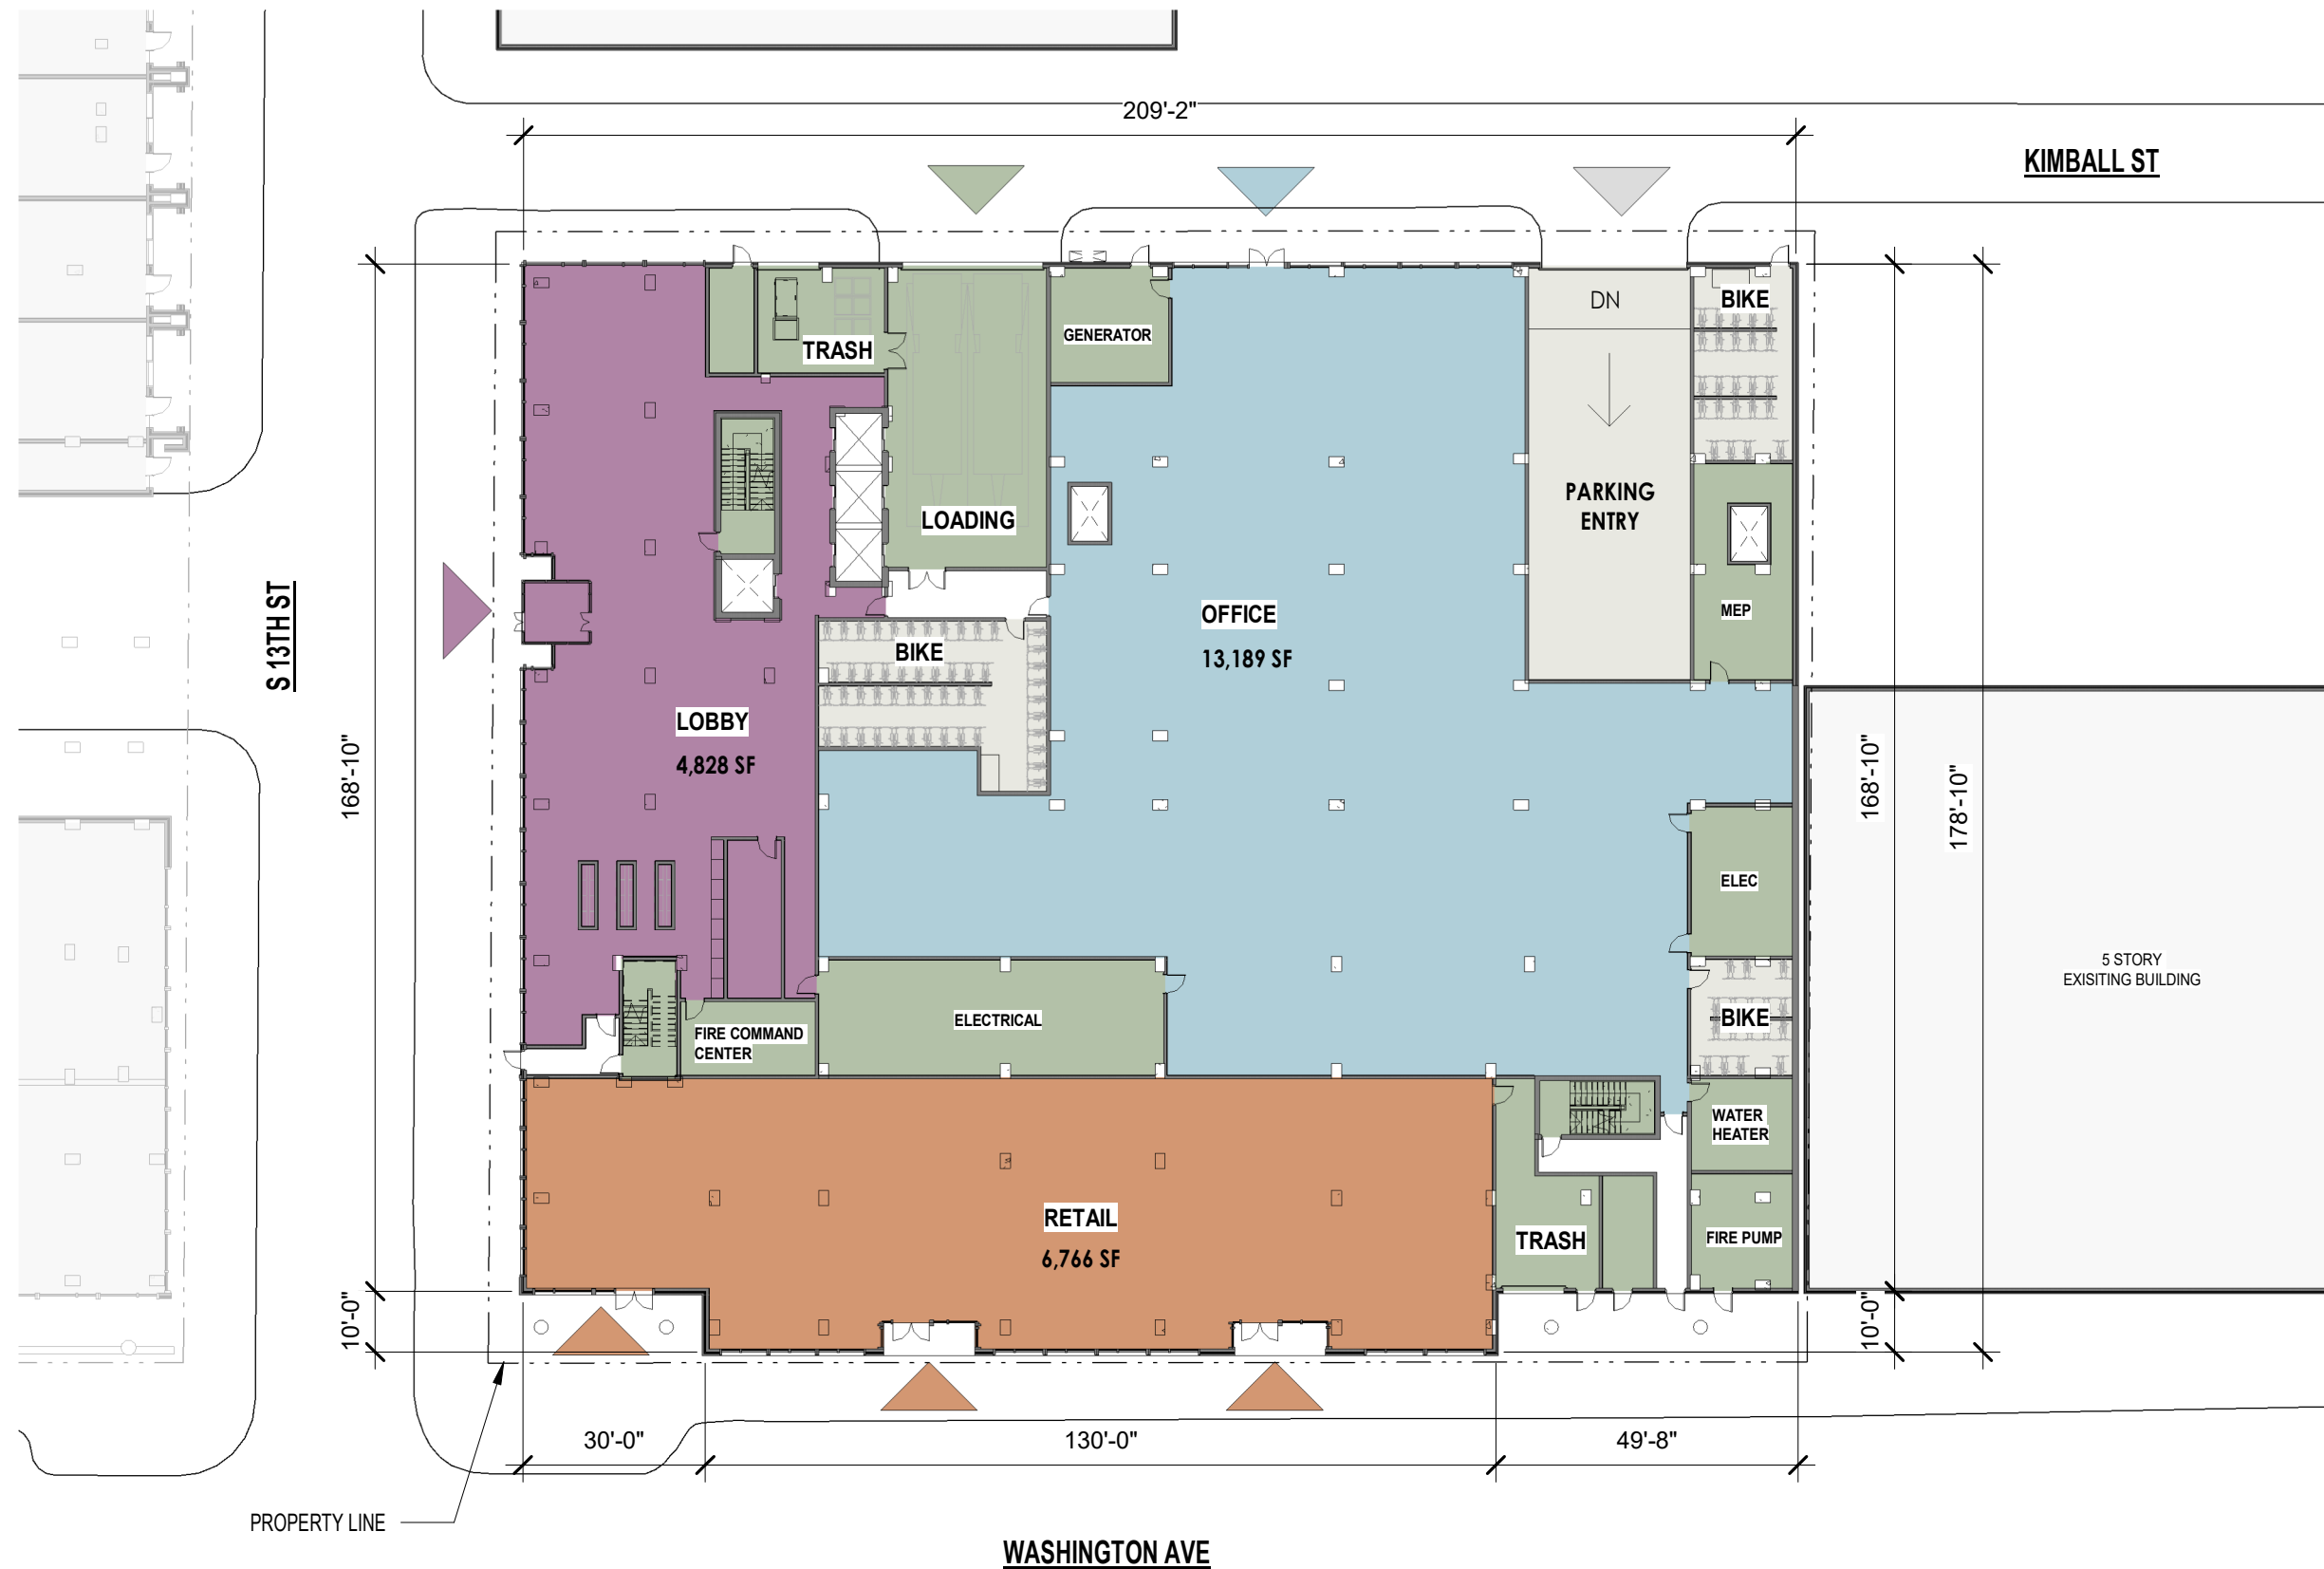 209'-2"
KIMBALL ST
DN
BIKE
GENERATOR
TRASH
PARKING
ENTRY
LOADING
S 13TH ST
OFFICE
13,189 SF
MEP
BIKE
LOBBY
4,828 SF
168'-10"
168'-10"
178'-10"
ELEC
5 STORY
EXISITING BUILDING
ELECTRICAL
BIKE
FIRE COMMAND
CENTER
WATER
HEATER
RETAIL
6,766 SF
TRASH
FIRE PUMP
10'-0"
10'-0"
30'-0"
130'-0"
49'-8"
PROPERTY LINE
WASHINGTON AVE